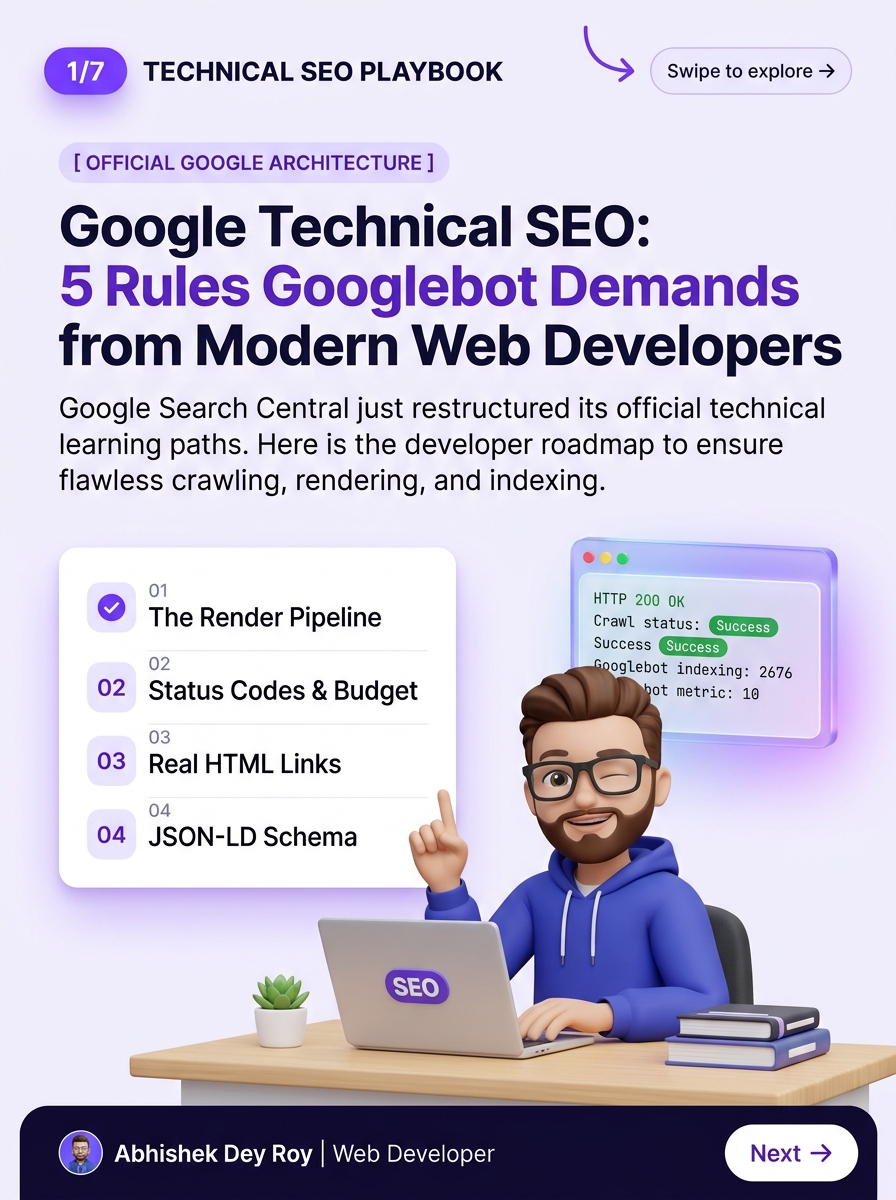 1/7
TECHNICAL SEO PLAYBOOK
Swipe to explore →
[ OFFICIAL GOOGLE ARCHITECTURE ]
Google Technical SEO:
5 Rules Googlebot Demands
from Modern Web Developers
Google Search Central just restructured its official technical
learning paths. Here is the developer roadmap to ensure
flawless crawling, rendering, and indexing.
01
The Render Pipeline
02
02
Status Codes & Budget
03
03
Real HTML Links
04
04
JSON-LD Schema
HTTP 200 OK
Crawl status: Success
Success Success
Googlebot indexing: 2676
bot metric: 10
SEO
Abhishek Dey Roy | Web Developer
Next →